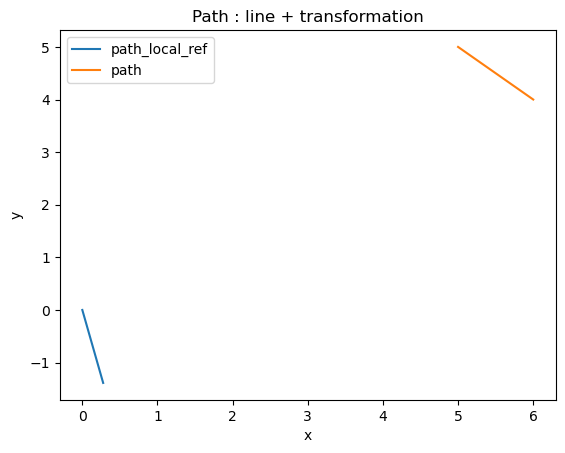 Path : line + transformation
path_local_ref
path
y
5
4
3
2
1
0
−1
0 1 2 3 4 5 6
x